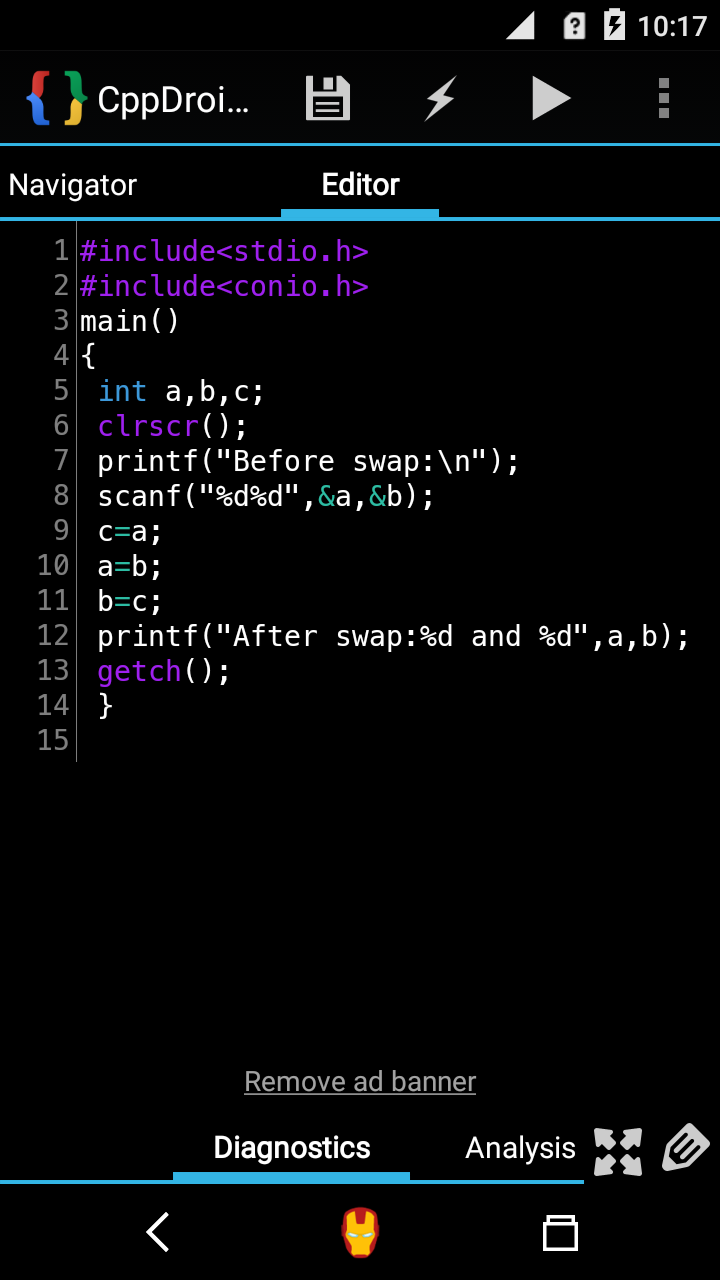 10:17
CppDroi...
Navigator Editor
1 #include<stdio.h>
2 #include<conio.h>
3 main()
4 {
5 int a,b,c;
6 clrscr();
7 printf("Before swap:\n");
8 scanf("%d%d",&a,&b);
9 c=a;
10 a=b;
11 b=c;
12 printf("After swap:%d and %d",a,b);
13 getch();
14 }
15
Remove ad banner
Diagnostics Analysis